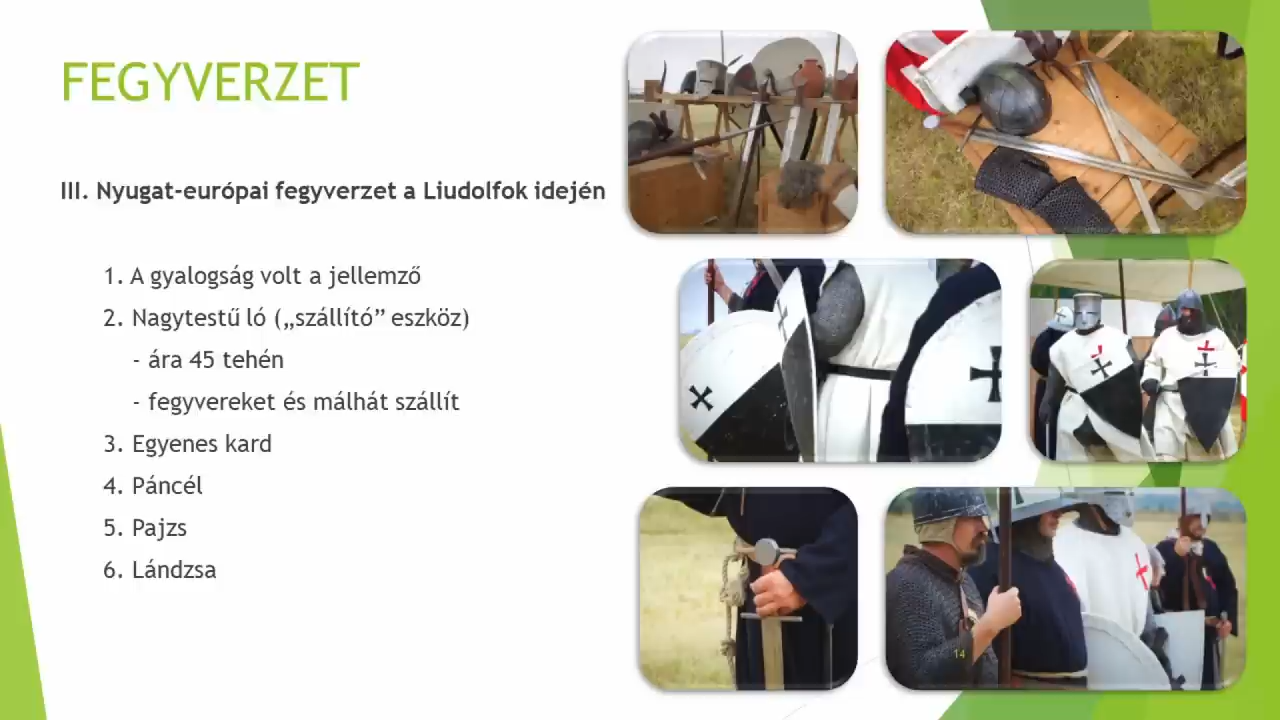 FEGYVERZET
III. Nyugat-európai fegyverzet a Liudolfok idején
1. A gyalogság volt a jellemző
2. Nagytestű ló („szállító” eszköz)
- ára 45 tehén
- fegyvereket és málhát szállít
3. Egyenes kard
4. Páncél
5. Pajzs
6. Lándzsa
14